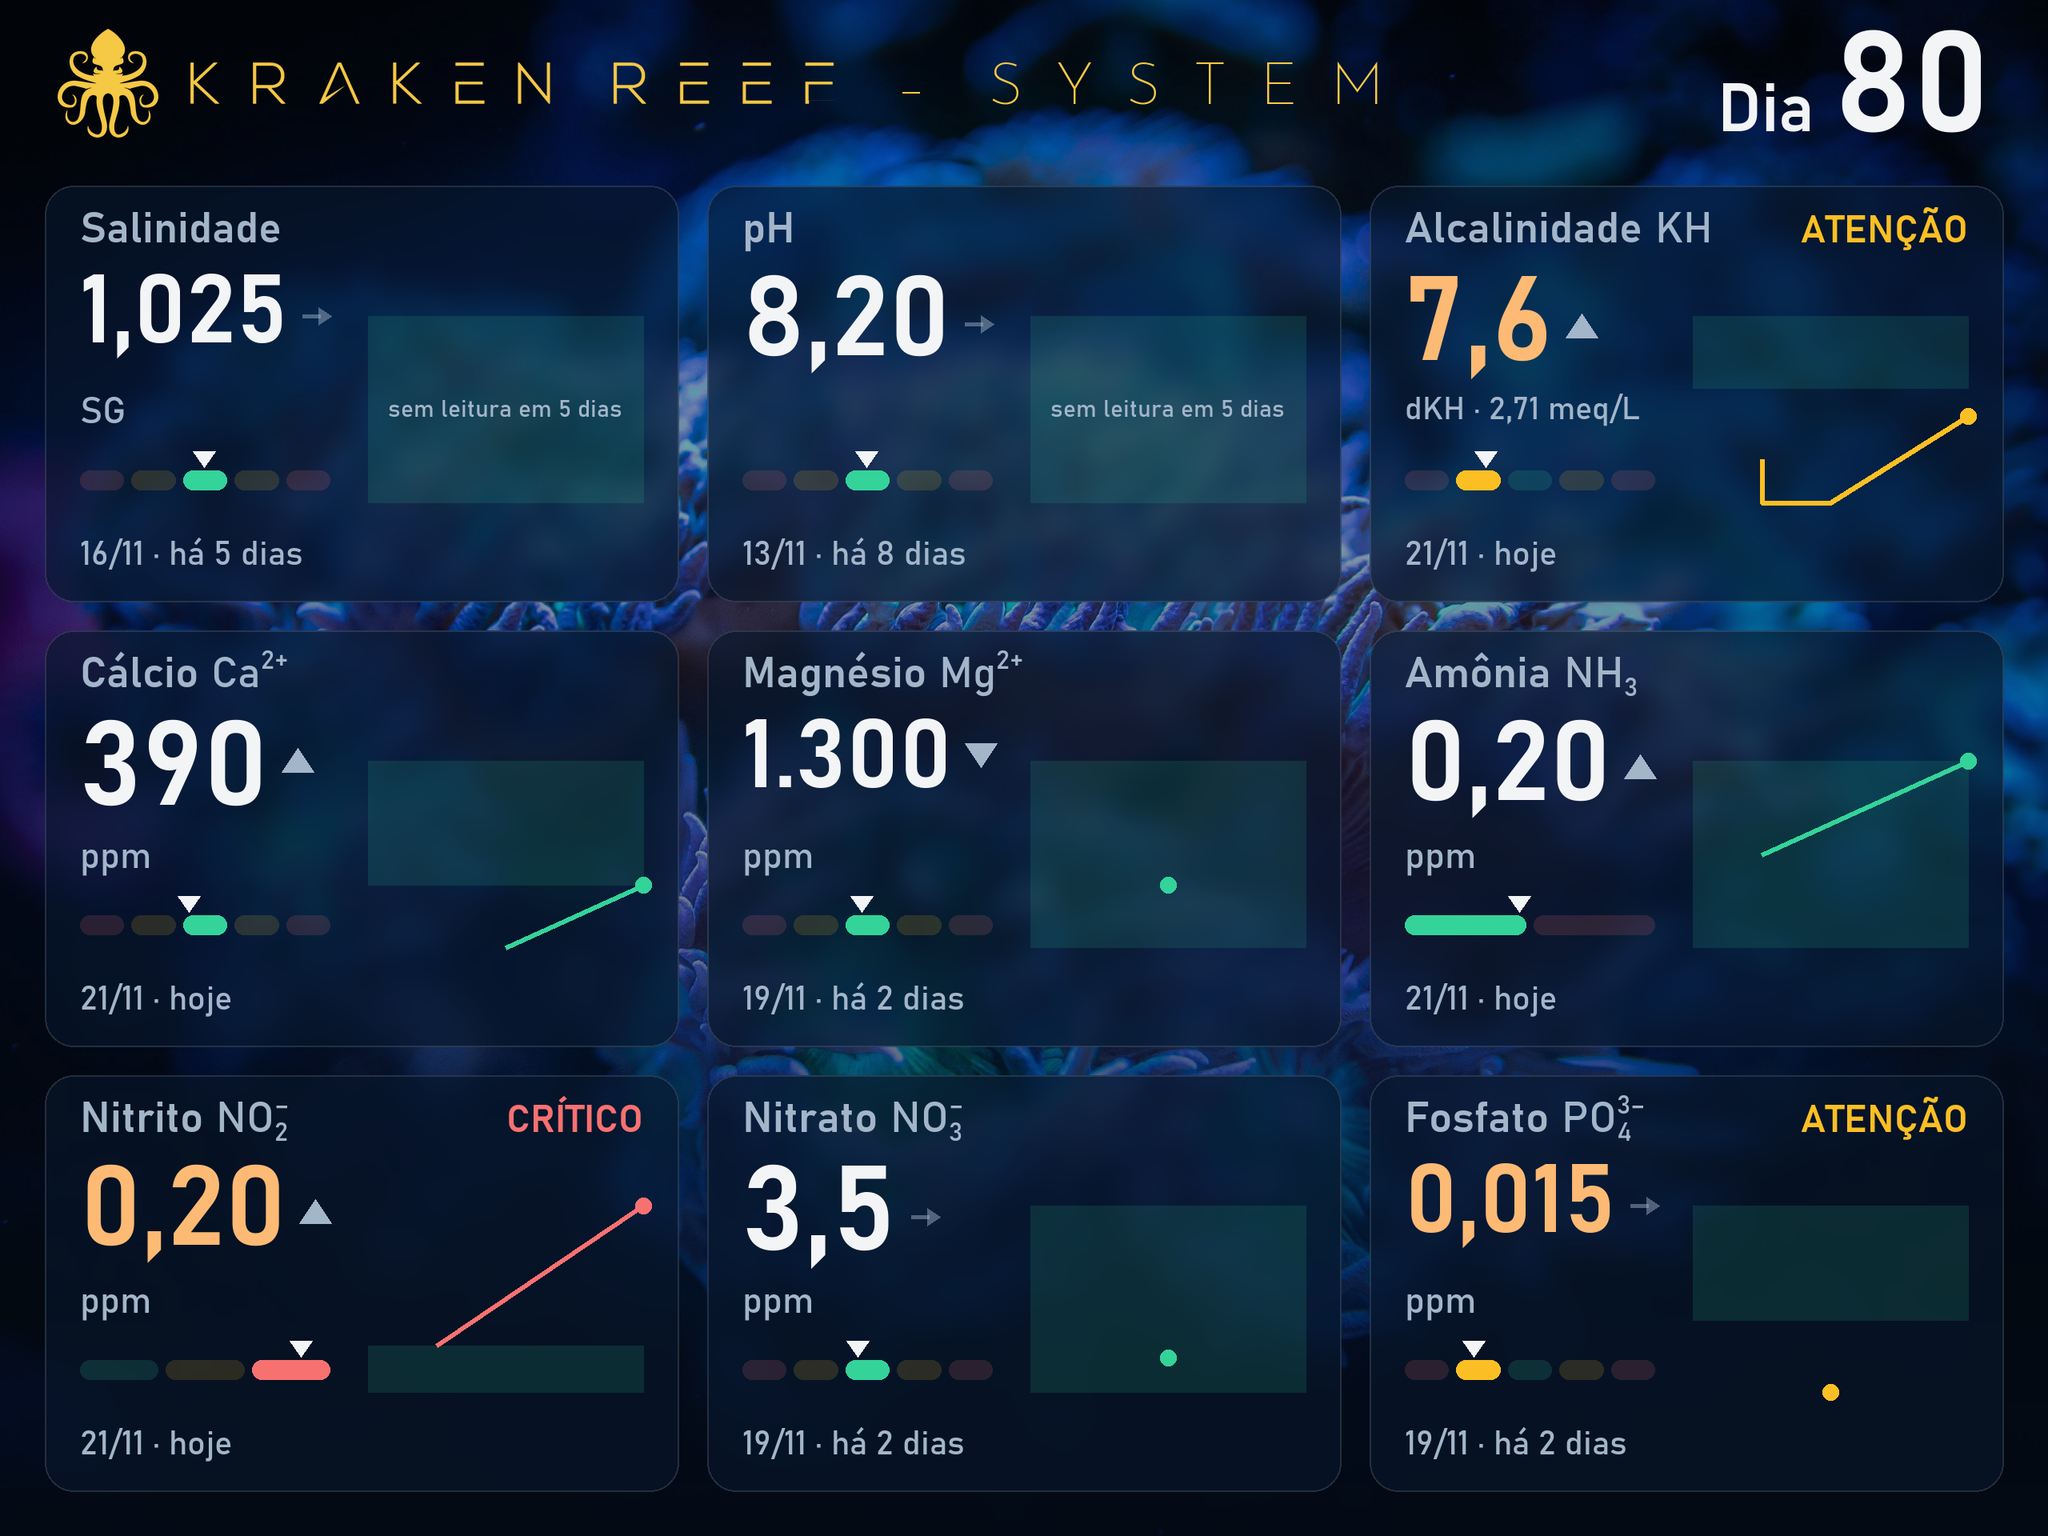 KRAKEN REEF - SYSTEM
Dia 80
Salinidade
1,025
SG
sem leitura em 5 dias
16/11 · há 5 dias
pH
8,20
sem leitura em 5 dias
13/11 · há 8 dias
Alcalinidade KH
ATENÇÃO
7,6
dKH · 2,71 meq/L
21/11 · hoje
Cálcio Ca²⁺
390
ppm
21/11 · hoje
Magnésio Mg²⁺
1.300
ppm
19/11 · há 2 dias
Amônia NH₃
0,20
ppm
21/11 · hoje
Nitrito NO₂⁻
CRÍTICO
0,20
ppm
21/11 · hoje
Nitrato NO₃⁻
3,5
ppm
19/11 · há 2 dias
Fosfato PO₄³⁻
ATENÇÃO
0,015
ppm
19/11 · há 2 dias